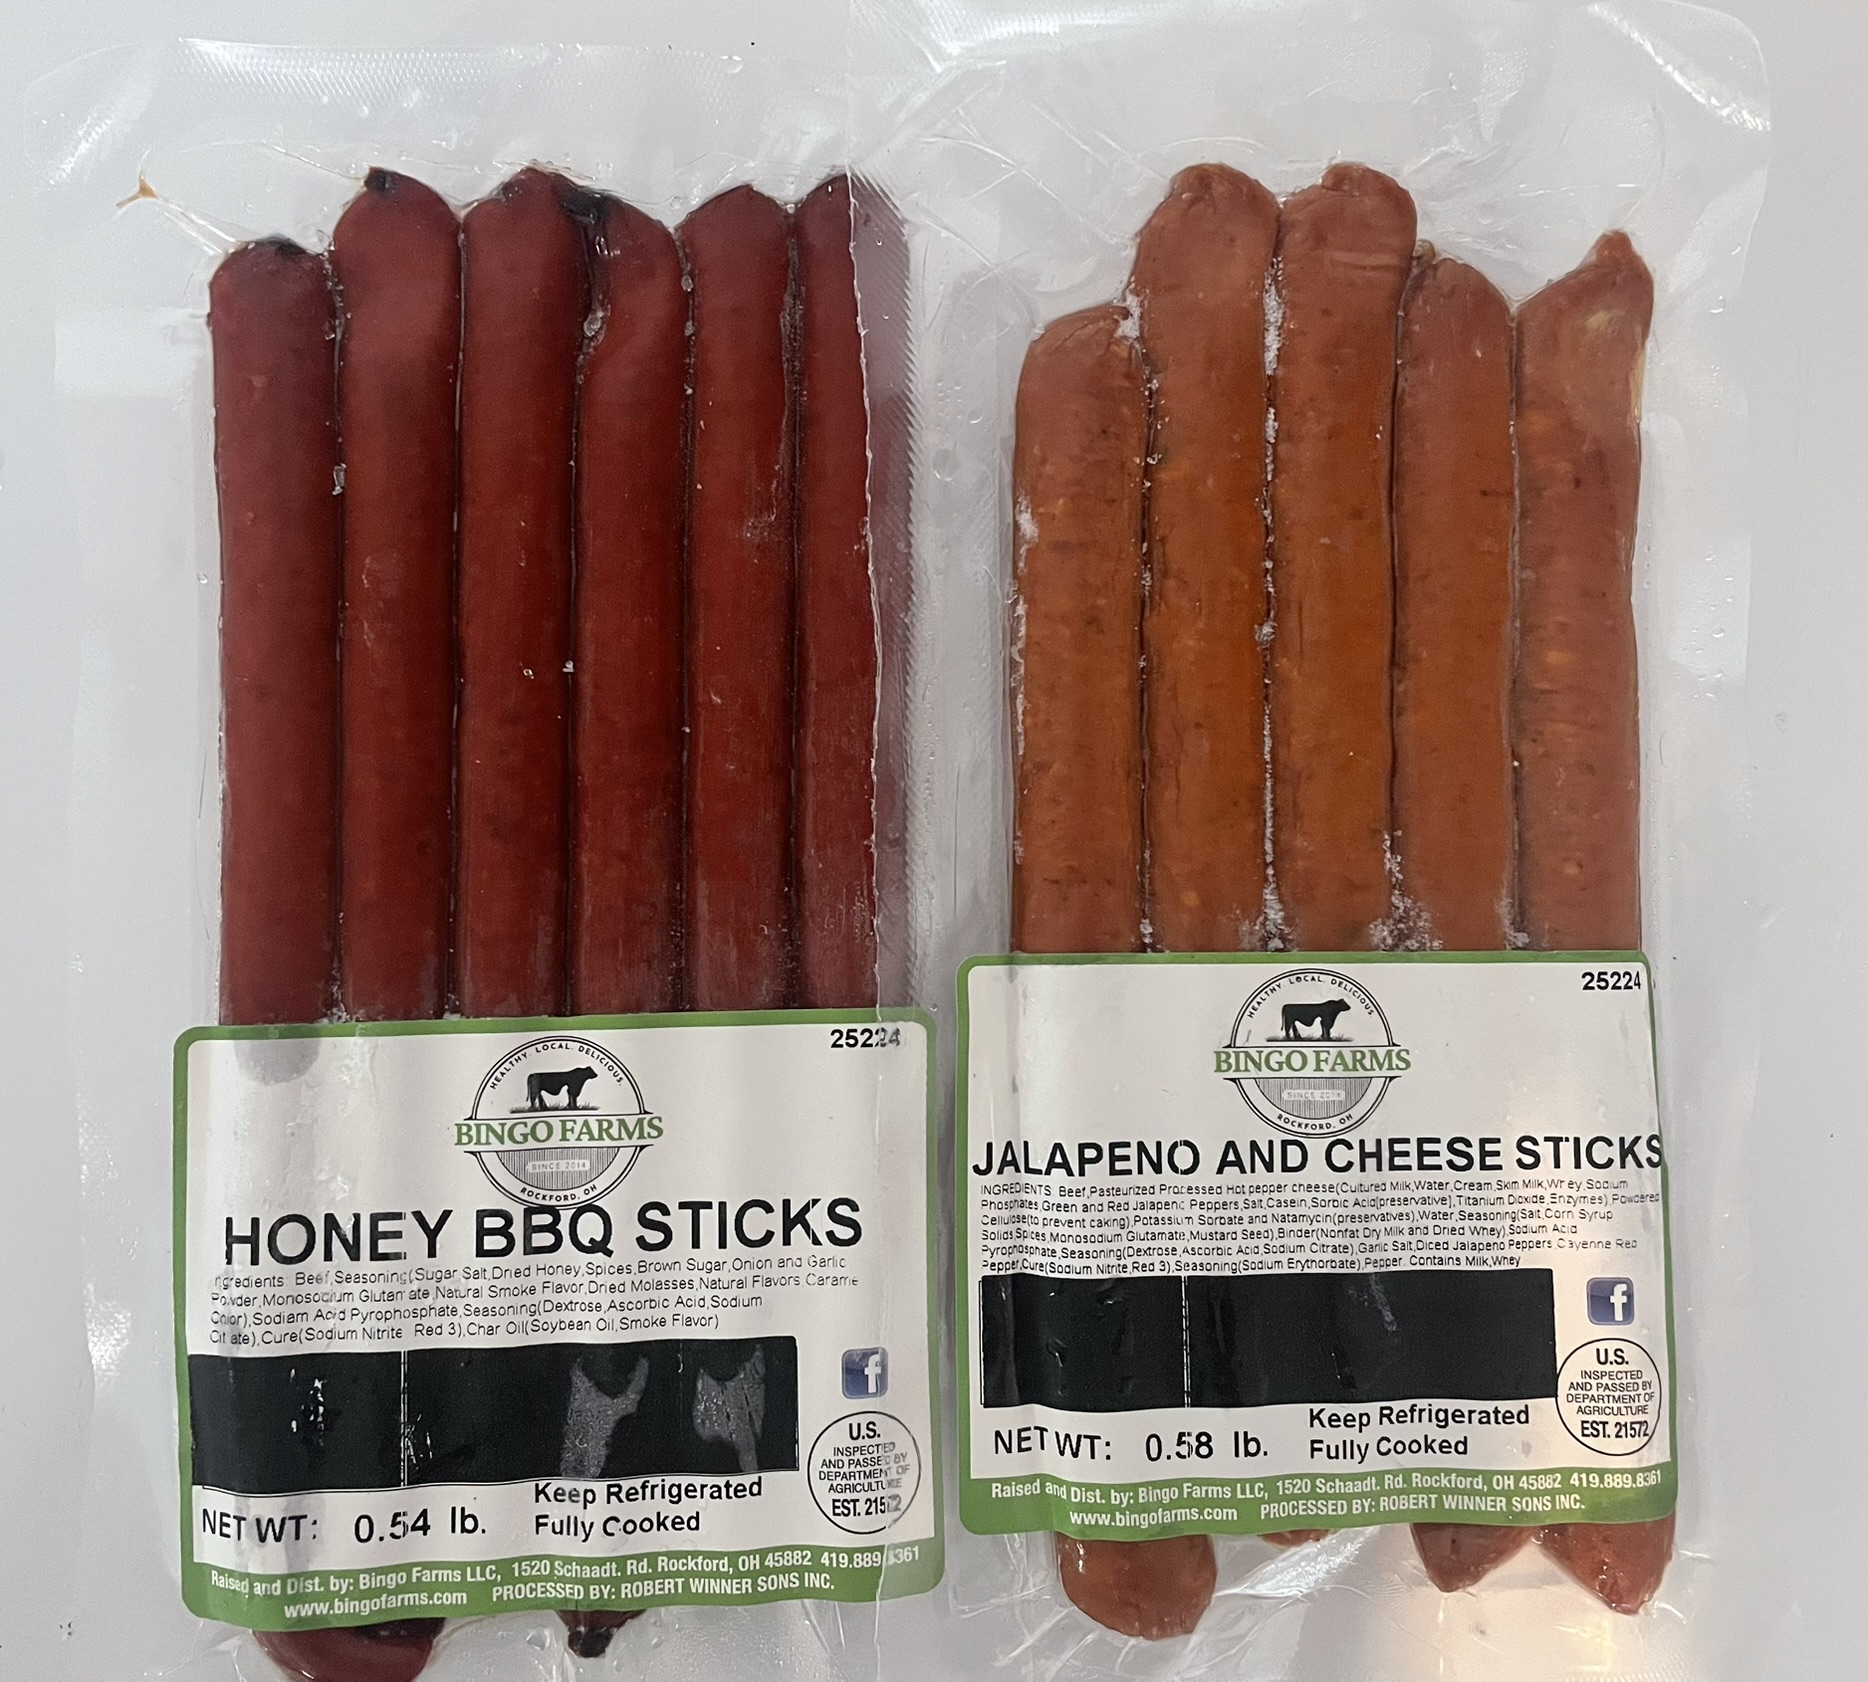 25224
HEALTHY. LOCAL. DELICIOUS.
BINGO FARMS
SINCE 2014
ROCKFORD, OH
HONEY BBQ STICKS
ngredients: Beef,Seasoning(Sugar Salt,Dried Honey,Spices,Brown Sugar,Onion and Garlic
Powder,Monosodium Glutamate,Natural Smoke Flavor,Dried Molasses,Natural Flavors,Caramel
Color),Sodiam Acid Pyrophosphate,Seasoning(Dextrose,Ascorbic Acid,Sodium
Citrate),Cure(Sodium Nitrite Red 3),Char Oil(Soybean Oil,Smoke Flavor)
f
U.S.
INSPECTED
AND PASSED BY
DEPARTMENT OF
AGRICULTURE
EST. 21572
NET WT: 0.54 lb.
Keep Refrigerated
Fully Cooked
Raised and Dist. by: Bingo Farms LLC, 1520 Schaadt. Rd. Rockford, OH 45882 419.889.8361
www.bingofarms.com PROCESSED BY: ROBERT WINNER SONS INC.
25224
HEALTHY. LOCAL. DELICIOUS.
BINGO FARMS
SINCE 2014
ROCKFORD, OH
JALAPENO AND CHEESE STICKS
INGREDIENTS: Beef,Pasteurized Processed Hot pepper cheese(Cultured Milk,Water,Cream,Skim Milk,Whey,Sodium
Phosphates,Green and Red Jalapeno Peppers,Salt,Casein,Sorbic Acid[preservative],Titanium Dioxide,Enzymes),Powdered
Cellulose(to prevent caking),Potassium Sorbate and Natamycin(preservatives),Water,Seasoning(Salt,Corn Syrup
Solids,Spices,Monosodium Glutamate,Mustard Seed),Binder(Nonfat Dry Milk and Dried Whey),Sodium Acid
Pyrophosphate,Seasoning(Dextrose,Ascorbic Acid,Sodium Citrate),Garlic Salt,Diced Jalapeno Peppers,Cayenne Red
Pepper,Cure(Sodium Nitrite,Red 3),Seasoning(Sodium Erythorbate),Pepper. Contains Milk,Whey
f
U.S.
INSPECTED
AND PASSED BY
DEPARTMENT OF
AGRICULTURE
EST. 21572
NET WT: 0.58 lb.
Keep Refrigerated
Fully Cooked
Raised and Dist. by: Bingo Farms LLC, 1520 Schaadt. Rd. Rockford, OH 45882 419.889.8361
www.bingofarms.com PROCESSED BY: ROBERT WINNER SONS INC.